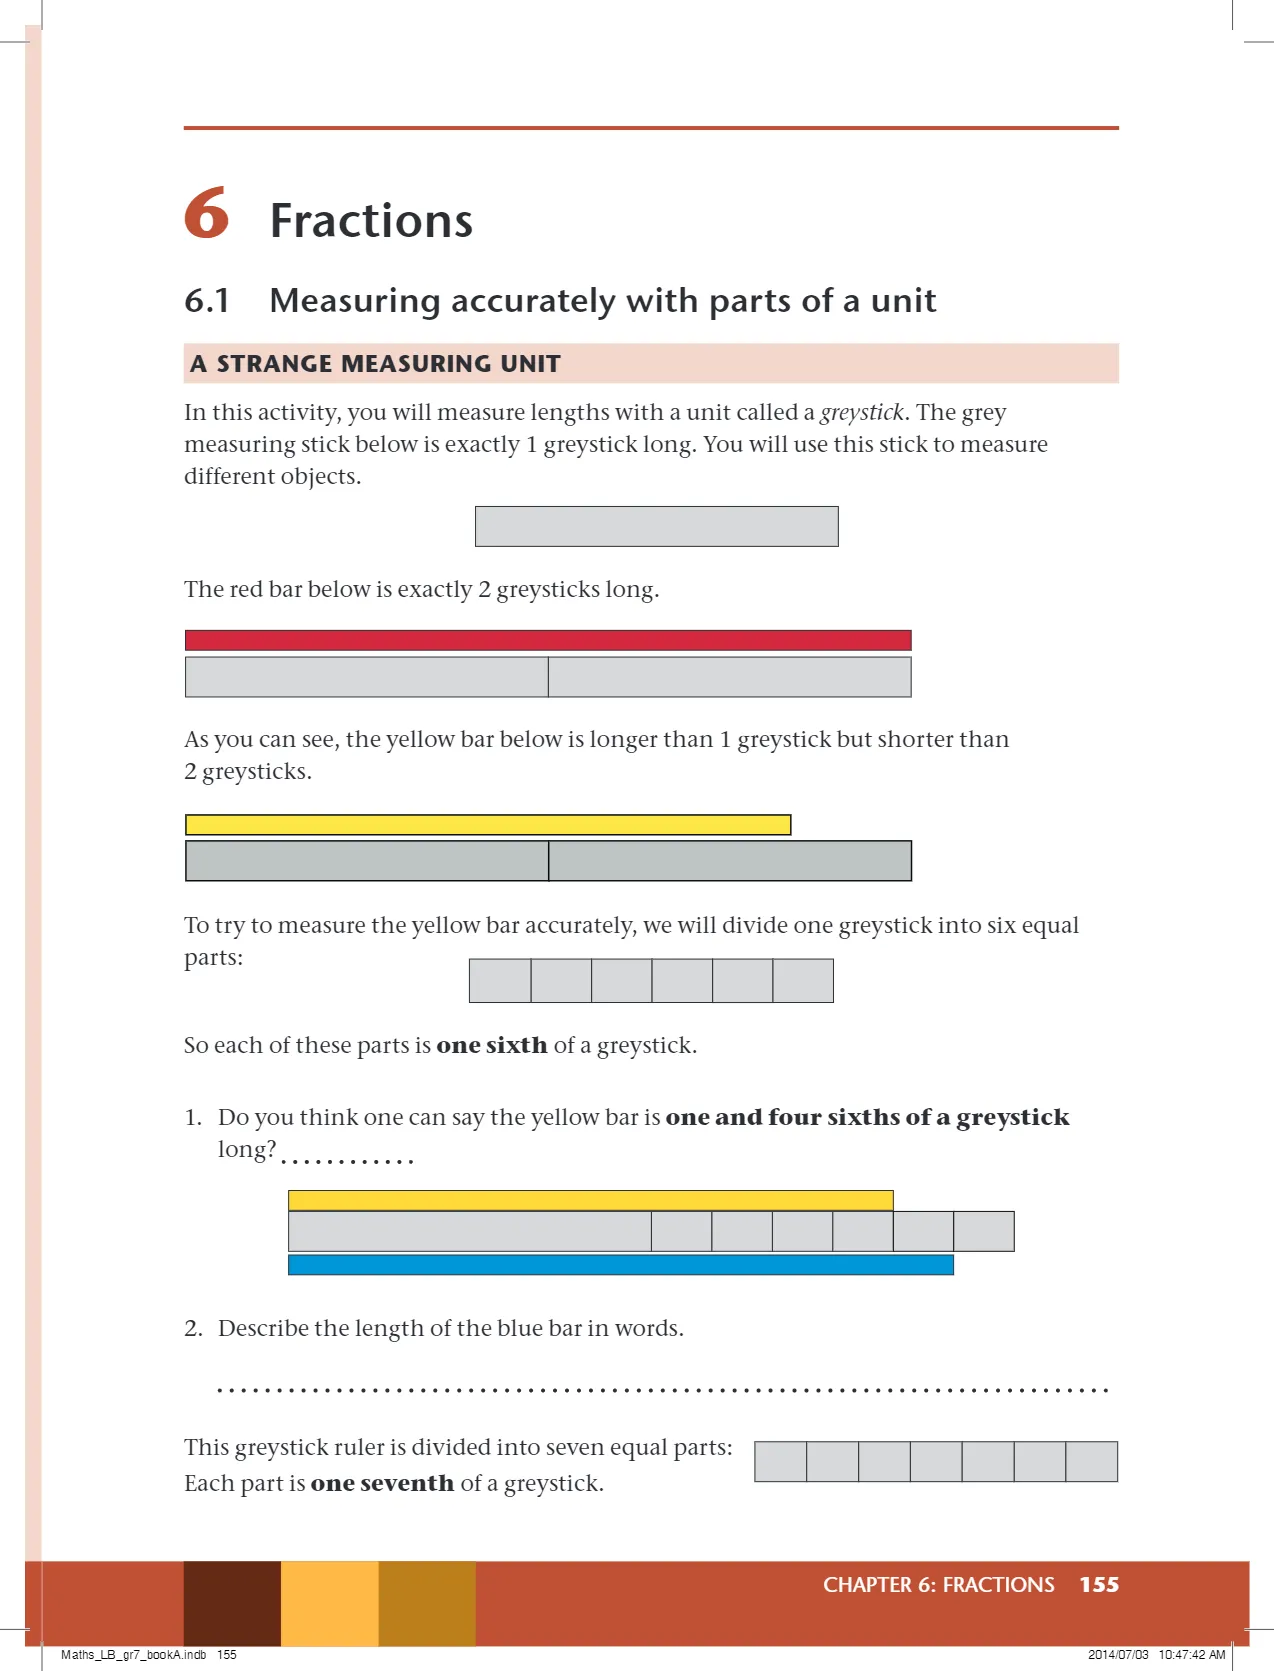 6 Fractions
6.1 Measuring accurately with parts of a unit
A STRANGE MEASURING UNIT
In this activity, you will measure lengths with a unit called a greystick. The grey
measuring stick below is exactly 1 greystick long. You will use this stick to measure
different objects.
The red bar below is exactly 2 greysticks long.
As you can see, the yellow bar below is longer than 1 greystick but shorter than
2 greysticks.
To try to measure the yellow bar accurately, we will divide one greystick into six equal
parts:
So each of these parts is one sixth of a greystick.
1. Do you think one can say the yellow bar is one and four sixths of a greystick
long? . . . . . . . . . . . .
2. Describe the length of the blue bar in words.
. . . . . . . . . . . . . . . . . . . . . . . . . . . . . . . . . . . . . . . . . . . . . . . . . . . . . . . . . . . . . . . . . . . . . . . . . . .
This greystick ruler is divided into seven equal parts:
Each part is one seventh of a greystick.
CHAPTER 6: FRACTIONS 155
Maths_LB_gr7_bookA.indb 155
2014/07/03 10:47:42 AM